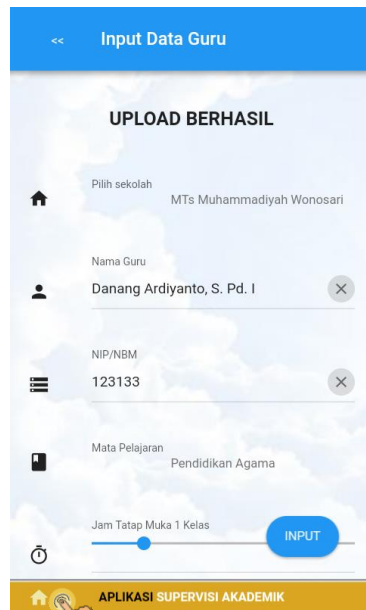 << Input Data Guru
UPLOAD BERHASIL
Pilih sekolah
MTs Muhammadiyah Wonosari
Nama Guru
Danang Ardiyanto, S. Pd. I
NIP/NBM
123133
Mata Pelajaran
Pendidikan Agama
Jam Tatap Muka 1 Kelas
INPUT
APLIKASI SUPERVISI AKADEMIK